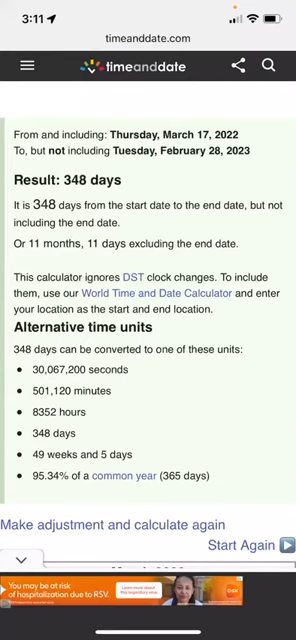 3:11
timeanddate.com
timeanddate
From and including: Thursday, March 17, 2022
To, but not including Tuesday, February 28, 2023
Result: 348 days
It is 348 days from the start date to the end date, but not
including the end date.
Or 11 months, 11 days excluding the end date.
This calculator ignores DST clock changes. To include
them, use our World Time and Date Calculator and enter
your location as the start and end location.
Alternative time units
348 days can be converted to one of these units:
• 30,067,200 seconds
• 501,120 minutes
• 8352 hours
• 348 days
• 49 weeks and 5 days
• 95.34% of a common year (365 days)
Make adjustment and calculate again
Start Again
You may be at risk
of hospitalization due to RSV.
Learn more about
GSK